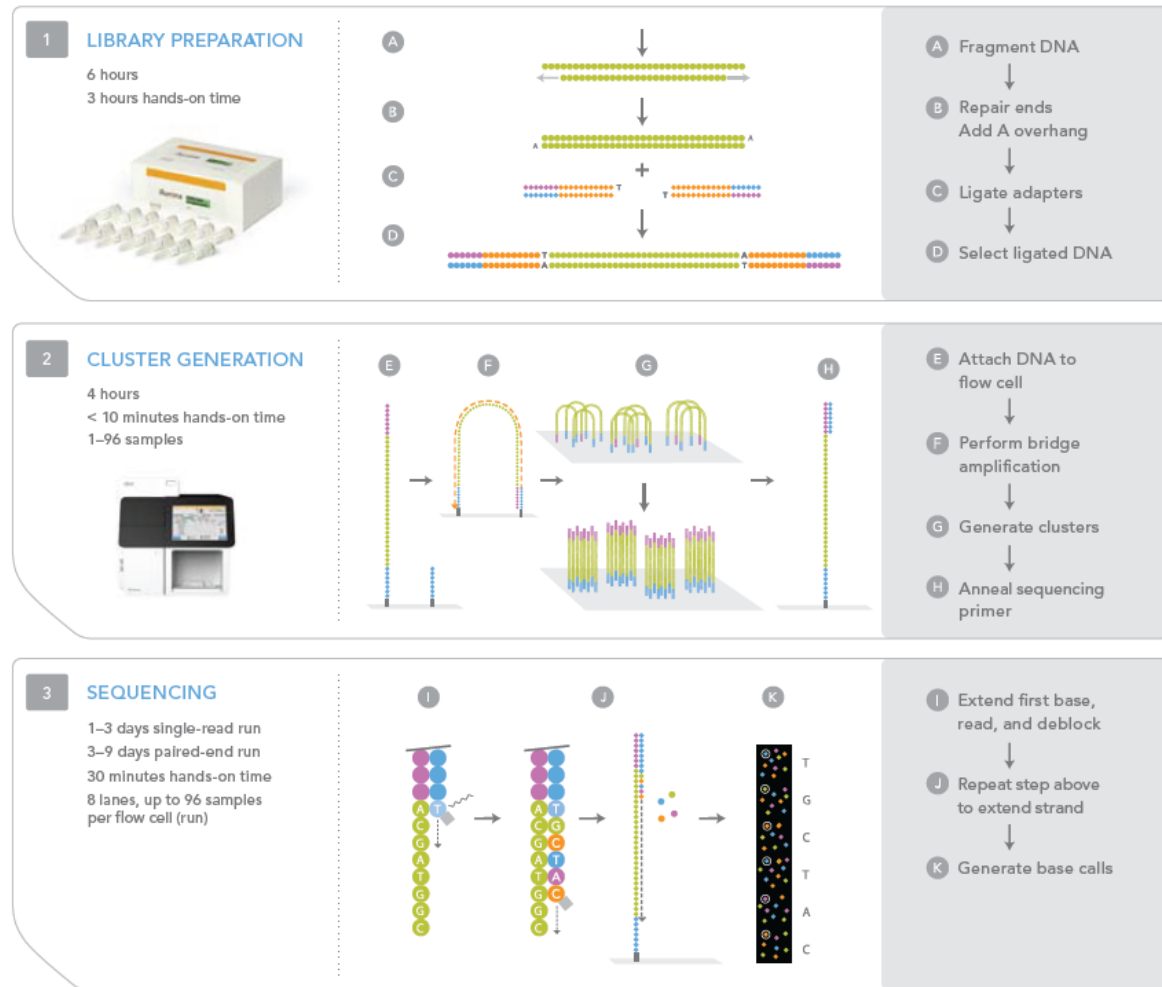 1
LIBRARY PREPARATION
6 hours
3 hours hands-on time
A
B
A
A
+
C
T
T
D
T
A
A
T
A Fragment DNA
B Repair ends
Add A overhang
C Ligate adapters
D Select ligated DNA
2
CLUSTER GENERATION
4 hours
< 10 minutes hands-on time
1–96 samples
E
F
G
H
E Attach DNA to
flow cell
F Perform bridge
amplification
G Generate clusters
H Anneal sequencing
primer
3
SEQUENCING
1–3 days single-read run
3–9 days paired-end run
30 minutes hands-on time
8 lanes, up to 96 samples
per flow cell (run)
I
J
K
A T
C
G
A
T
G
G
C
A T
C G
G C
A T
T A
G C
G
C
T
G
C
T
A
C
I Extend first base,
read, and deblock
J Repeat step above
to extend strand
K Generate base calls